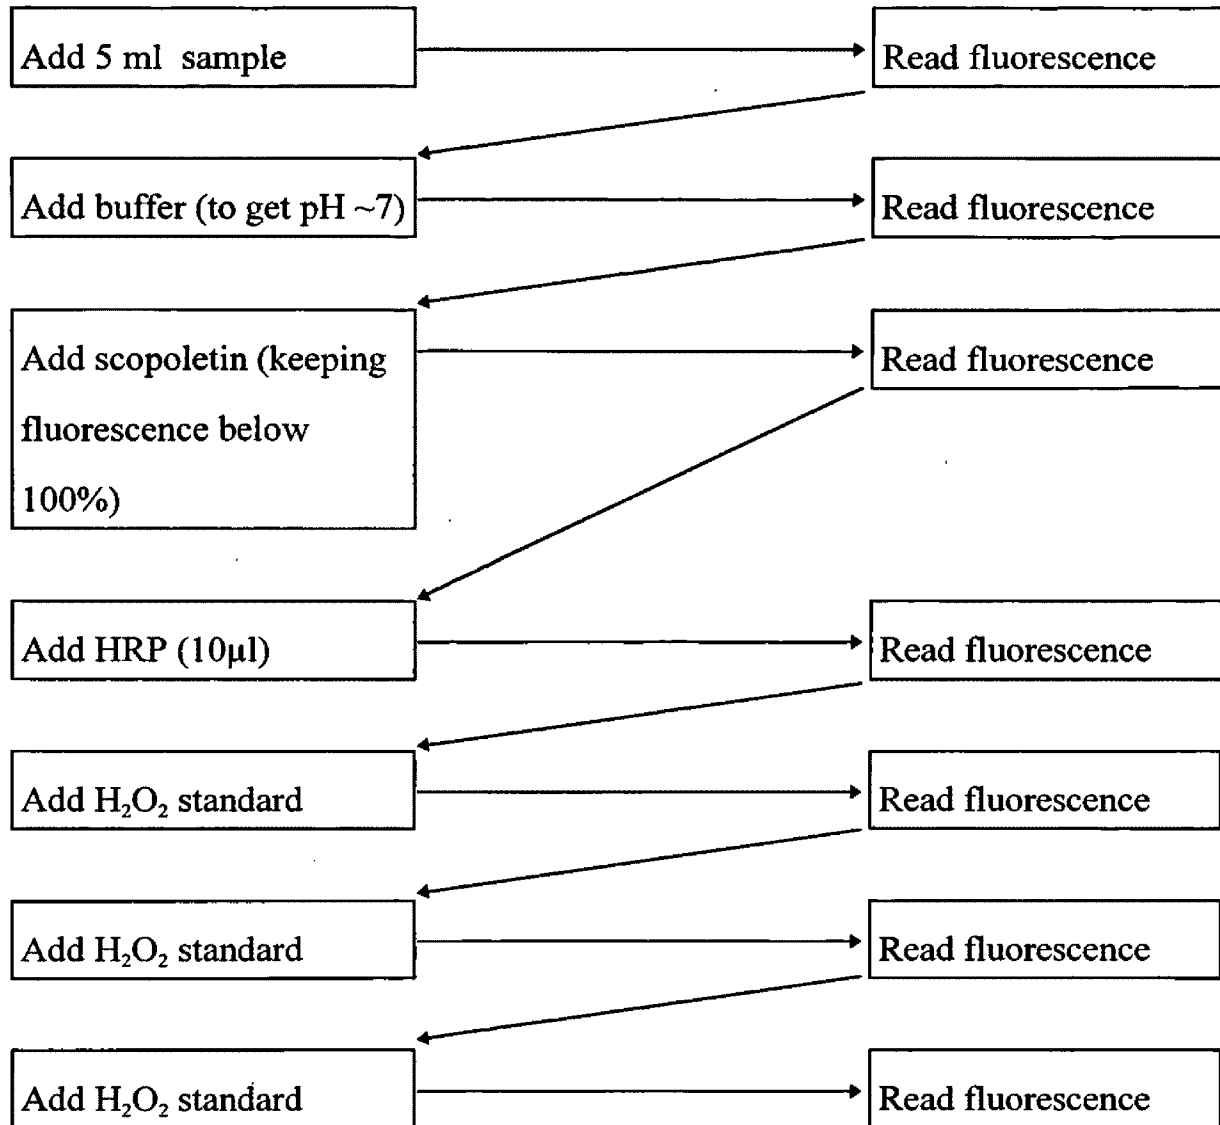 Add 5 ml sample
Read fluorescence
Add buffer (to get pH ~7)
Read fluorescence
Add scopoletin (keeping
fluorescence below
100%)
Read fluorescence
Add HRP (10µl)
Read fluorescence
Add H₂O₂ standard
Read fluorescence
Add H₂O₂ standard
Read fluorescence
Add H₂O₂ standard
Read fluorescence